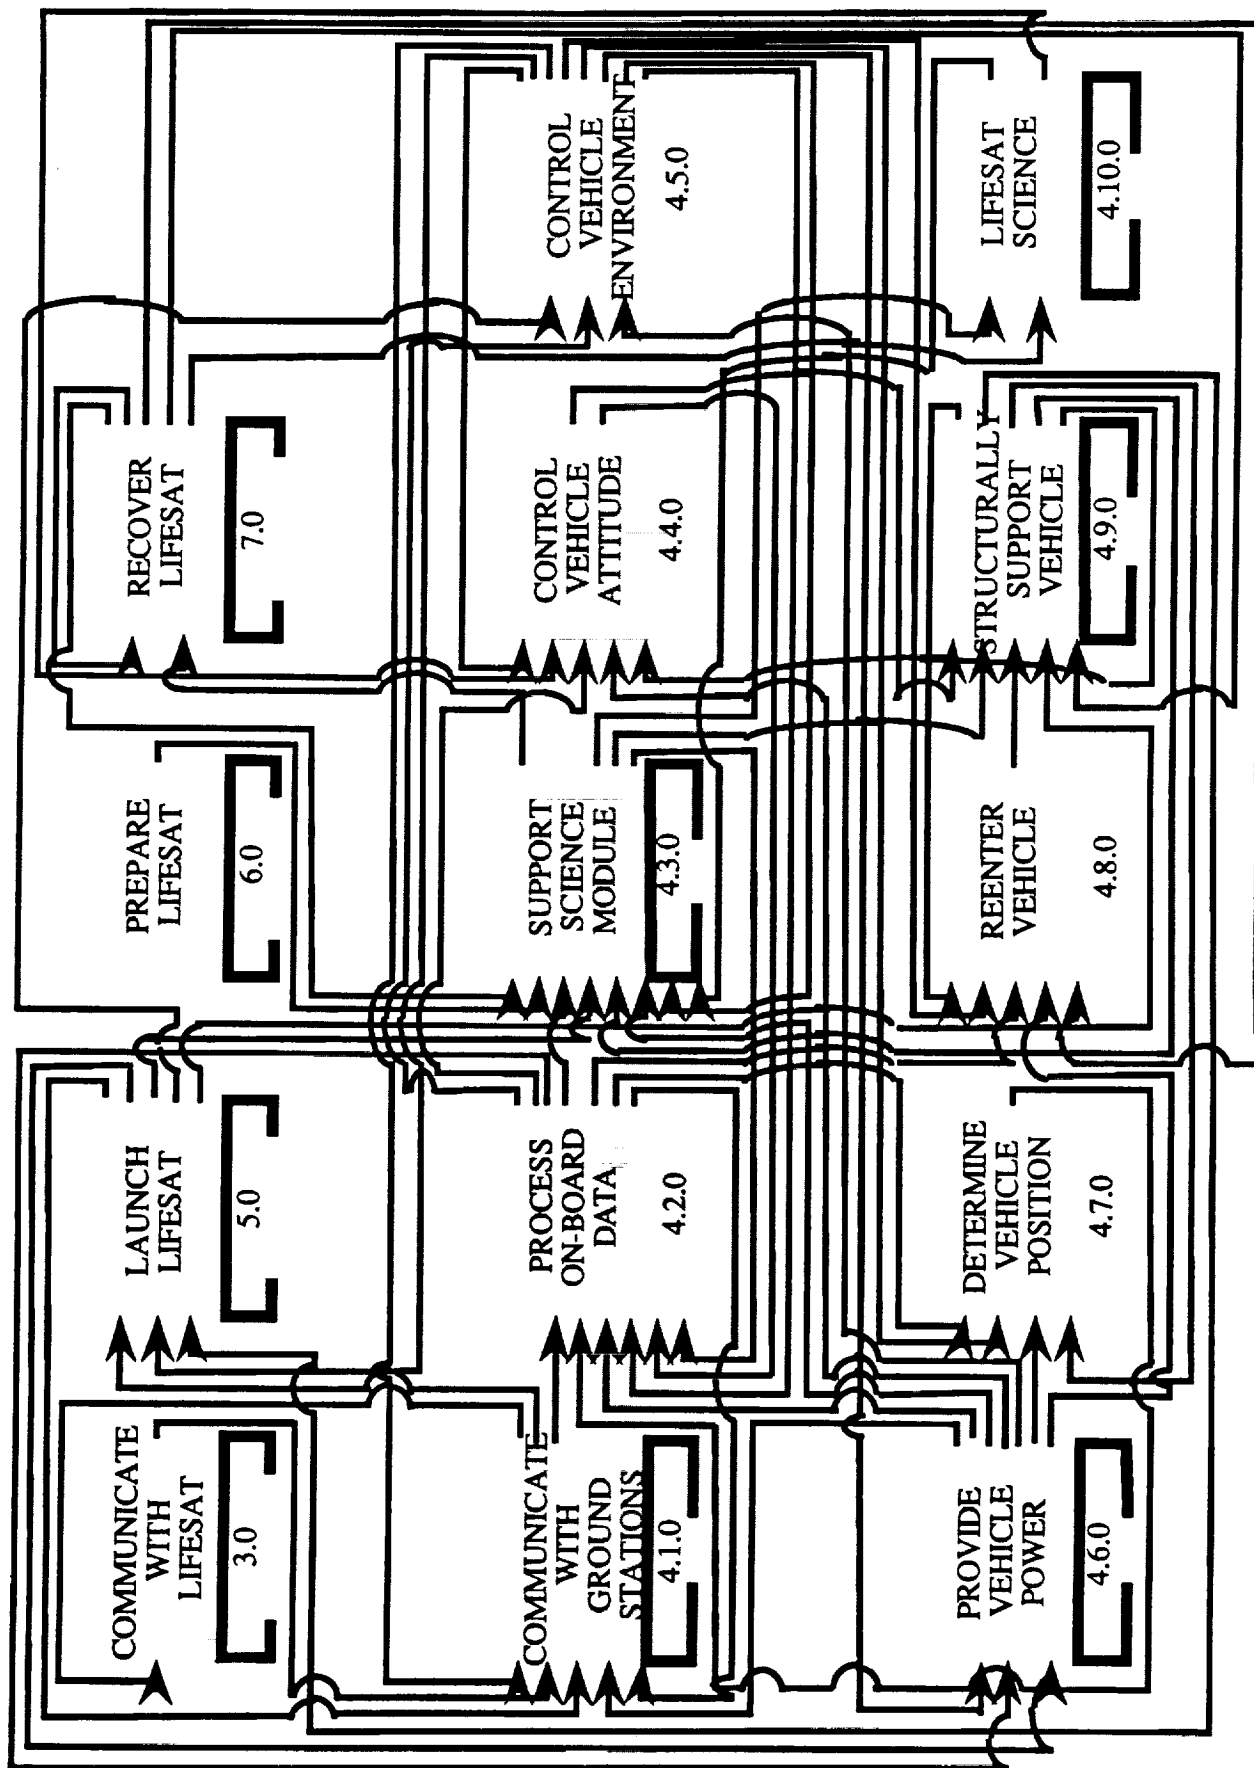 COMMUNICATE
WITH
LIFESAT
3.0
LAUNCH
LIFESAT
5.0
PREPARE
LIFESAT
6.0
RECOVER
LIFESAT
7.0
COMMUNICATE
WITH
GROUND
STATIONS
4.1.0
PROCESS
ON-BOARD
DATA
4.2.0
SUPPORT
SCIENCE
MODULE
4.3.0
CONTROL
VEHICLE
ATTITUDE
4.4.0
CONTROL
VEHICLE
ENVIRONMENT
4.5.0
PROVIDE
VEHICLE
POWER
4.6.0
DETERMINE
VEHICLE
POSITION
4.7.0
REENTER
VEHICLE
4.8.0
STRUCTURALLY
SUPPORT
VEHICLE
4.9.0
LIFESAT
SCIENCE
4.10.0